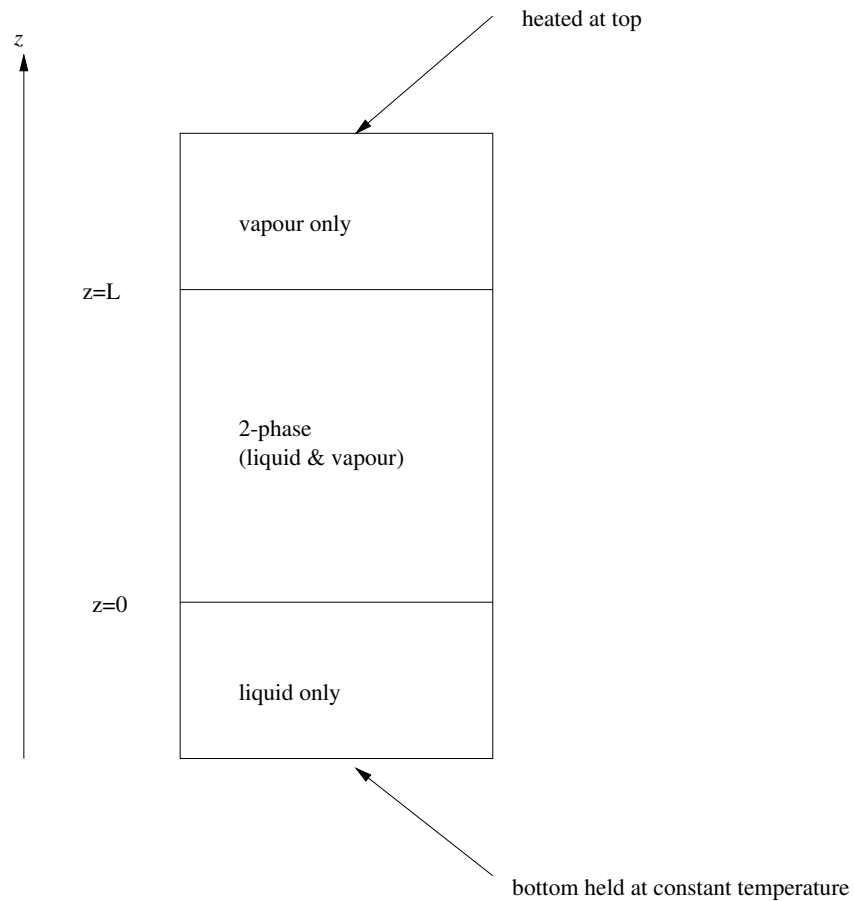 heated at top
z
vapour only
z=L
2-phase
(liquid & vapour)
z=0
liquid only
bottom held at constant temperature